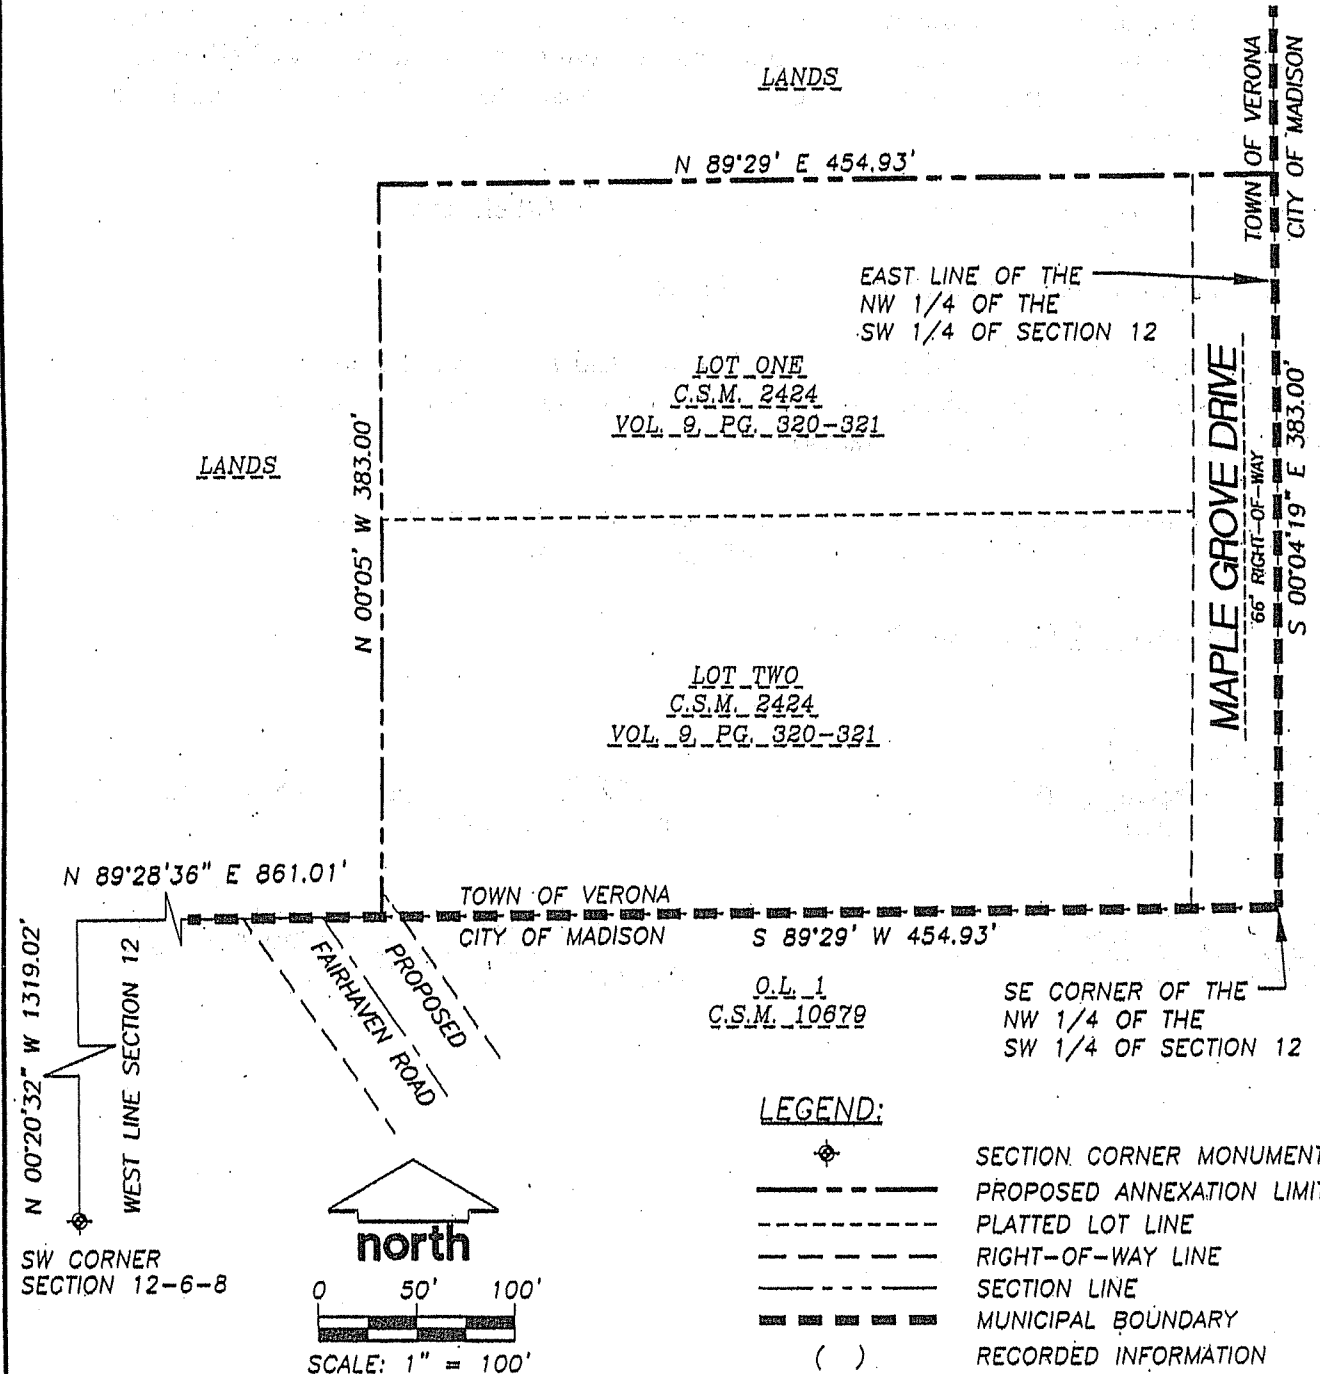 LANDS
TOWN OF VERONA
CITY OF MADISON
N 89°29' E 454.93'
EAST LINE OF THE
NW 1/4 OF THE
SW 1/4 OF SECTION 12
LOT ONE
C.S.M. 2424
VOL. 9, PG. 320-321
LANDS
N 00°05' W 383.00'
MAPLE GROVE DRIVE
66' RIGHT-OF-WAY
S 00°04'19" E 383.00'
LOT TWO
C.S.M. 2424
VOL. 9, PG. 320-321
N 89°28'36" E 861.01'
TOWN OF VERONA
CITY OF MADISON
S 89°29' W 454.93'
N 00°20'32" W 1319.02'
WEST LINE SECTION 12
FAIRHAVEN ROAD
PROPOSED
O.L. 1
C.S.M. 10679
SE CORNER OF THE
NW 1/4 OF THE
SW 1/4 OF SECTION 12
SW CORNER
SECTION 12-6-8
north
0 50' 100'
SCALE: 1" = 100'
LEGEND:
SECTION CORNER MONUMENT
PROPOSED ANNEXATION LIMIT
PLATTED LOT LINE
RIGHT-OF-WAY LINE
SECTION LINE
MUNICIPAL BOUNDARY
( ) RECORDED INFORMATION